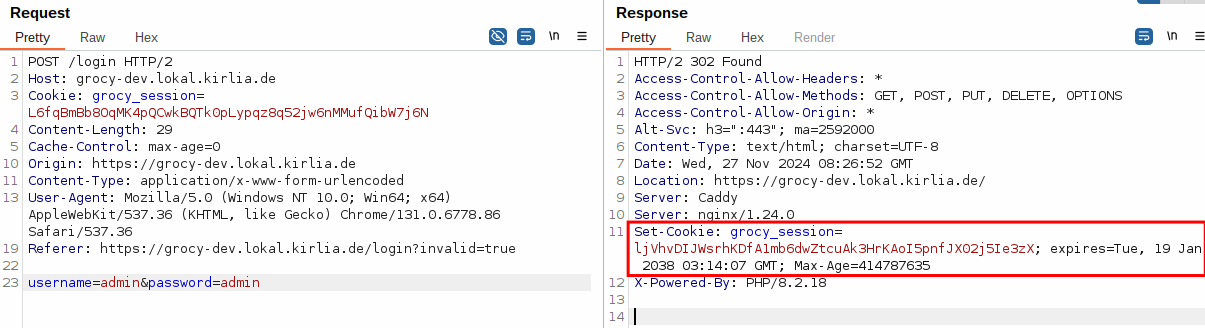 Request
Pretty Raw Hex
\n
1 POST /login HTTP/2
2 Host: grocy-dev.lokal.kirlia.de
3 Cookie: grocy_session=
L6fqBmBb8OqMK4pQCwkBQTk0pLypqz8q52jw6nMMufQibW7j6N
4 Content-Length: 29
5 Cache-Control: max-age=0
10 Origin: https://grocy-dev.lokal.kirlia.de
11 Content-Type: application/x-www-form-urlencoded
13 User-Agent: Mozilla/5.0 (Windows NT 10.0; Win64; x64)
AppleWebKit/537.36 (KHTML, like Gecko) Chrome/131.0.6778.86
Safari/537.36
19 Referer: https://grocy-dev.lokal.kirlia.de/login?invalid=true
22
23 username=admin&password=admin
Response
Pretty Raw Hex Render
\n
1 HTTP/2 302 Found
2 Access-Control-Allow-Headers: *
3 Access-Control-Allow-Methods: GET, POST, PUT, DELETE, OPTIONS
4 Access-Control-Allow-Origin: *
5 Alt-Svc: h3=":443"; ma=2592000
6 Content-Type: text/html; charset=UTF-8
7 Date: Wed, 27 Nov 2024 08:26:52 GMT
8 Location: https://grocy-dev.lokal.kirlia.de/
9 Server: Caddy
10 Server: nginx/1.24.0
11 Set-Cookie: grocy_session=
ljVhvDIJWsrhKDfA1mb6dwZtcuAk3HrKAoI5pnfJX02j5Ie3zX; expires=Tue, 19 Jan
2038 03:14:07 GMT; Max-Age=414787635
12 X-Powered-By: PHP/8.2.18
13
14